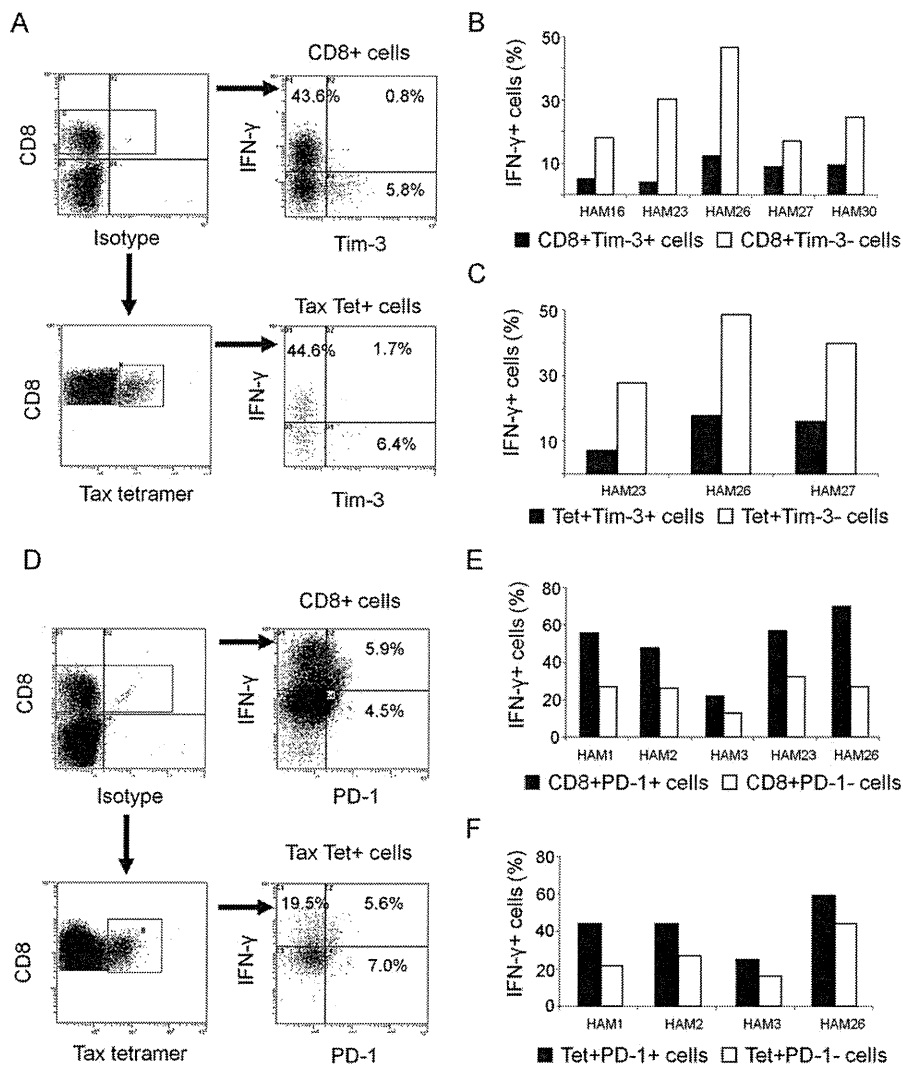 A
CD8+ cells
CD8
Isotype
IFN-γ
43.6%
0.8%
5.8%
Tim-3
Tax Tet+ cells
CD8
Tax tetramer
IFN-γ
44.6%
1.7%
6.4%
Tim-3
B
IFN-γ+ cells (%)
50
30
10
HAM16 HAM23 HAM26 HAM27 HAM30
CD8+Tim-3+ cells CD8+Tim-3- cells
C
IFN-γ+ cells (%)
50
30
10
HAM23 HAM26 HAM27
Tet+Tim-3+ cells Tet+Tim-3- cells
D
CD8+ cells
CD8
Isotype
IFN-γ
5.9%
4.5%
PD-1
Tax Tet+ cells
CD8
Tax tetramer
IFN-γ
19.5%
5.6%
7.0%
PD-1
E
IFN-γ+ cells (%)
80
60
40
20
0
HAM1 HAM2 HAM3 HAM23 HAM26
CD8+PD-1+ cells CD8+PD-1- cells
F
IFN-γ+ cells (%)
80
60
40
20
0
HAM1 HAM2 HAM3 HAM26
Tet+PD-1+ cells Tet+PD-1- cells